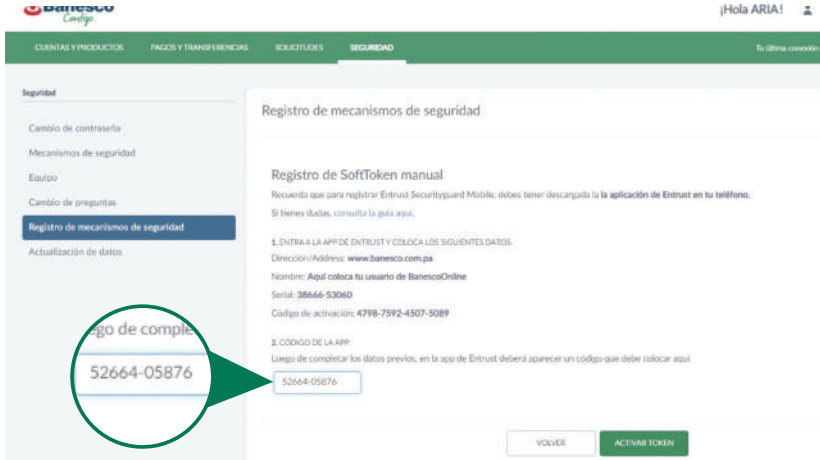 Banesco
Contigo
¡Hola ARIA!
CUENTAS Y PRODUCTOS
PAGOS Y TRANSFERENCIAS
SOLICITUDES
SEGURIDAD
Tu última conexión
Seguridad
Cambio de contraseña
Mecanismos de seguridad
Equipo
Cambio de preguntas
Registro de mecanismos de seguridad
Actualización de datos
Registro de mecanismos de seguridad
Registro de SoftToken manual
Recuerda que para registrar Entrust Securityguard Mobile, debes tener descargada la la aplicación de Entrust en tu teléfono.
Si tienes dudas, consulta la guía aquí.
1. ENTRA A LA APP DE ENTRUST Y COLOCA LOS SIGUIENTES DATOS:
Dirección/Address: www.banesco.com.pa
Nombre: Aquí coloca tu usuario de BanescoOnline
Serial: 38666-53060
Código de activación: 4798-7592-4507-5089
2. CÓDIGO DE LA APP
Luego de completar los datos previos, en la app de Entrust deberá aparecer un código que debe colocar aquí
52664-05876
ego de comple
52664-05876
VOLVER
ACTIVAR TOKEN